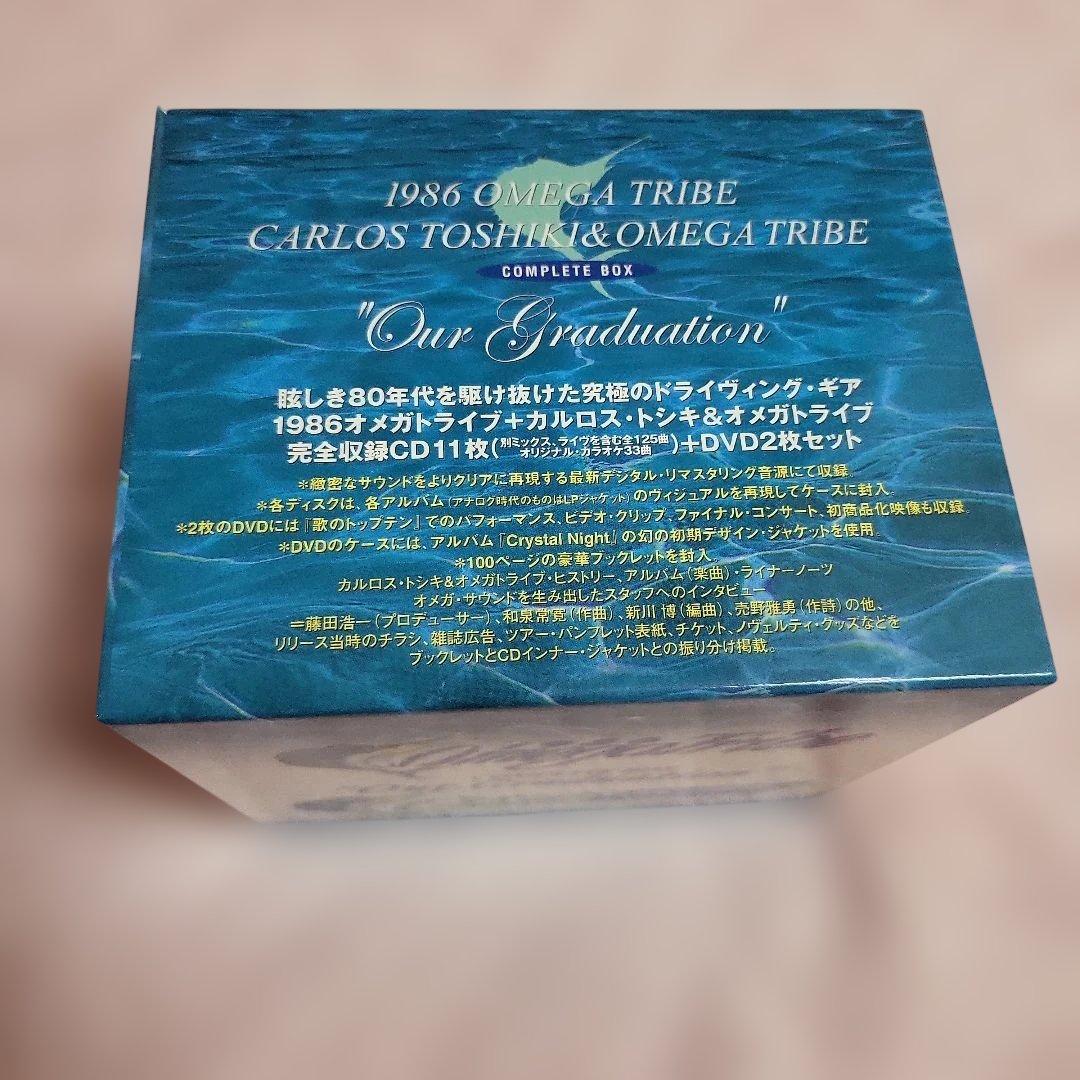 1986 OMEGA TRIBE
CARLOS TOSHIKI&OMEGA TRIBE
COMPLETE BOX
"Our Graduation"
眩しき80年代を駆け抜けた究極のドライヴィング・ギア
1986オメガトライブ+カルロス・トシキ&オメガトライブ
完全収録CD11枚(別ミックス、ライヴを含む全125曲 オリジナル・カラオケ33曲)+DVD2枚セット
*緻密なサウンドをよりクリアに再現する最新デジタル・リマスタリング音源にて収録。
*各ディスクは、各アルバム(アナログ時代のものはLPジャケット)のヴィジュアルを再現してケースに封入。
*2枚のDVDには『歌のトップテン』でのパフォーマンス、ビデオ・クリップ、ファイナル・コンサート、初商品化映像も収録。
*DVDのケースには、アルバム『Crystal Night』の幻の初期デザイン・ジャケットを使用。
*100ページの豪華ブックレットを封入。
カルロス・トシキ&オメガトライブ・ヒストリー、アルバム(楽曲)・ライナーノーツ
オメガ・サウンドを生み出したスタッフへのインタビュー
=藤田浩一(プロデューサー)、和泉常寛(作曲)、新川 博(編曲)、売野雅勇(作詩)の他、
リリース当時のチラシ、雑誌広告、ツアー・パンフレット表紙、チケット、ノヴェルティ・グッズなどを
ブックレットとCDインナー・ジャケットとの振り分け掲載。